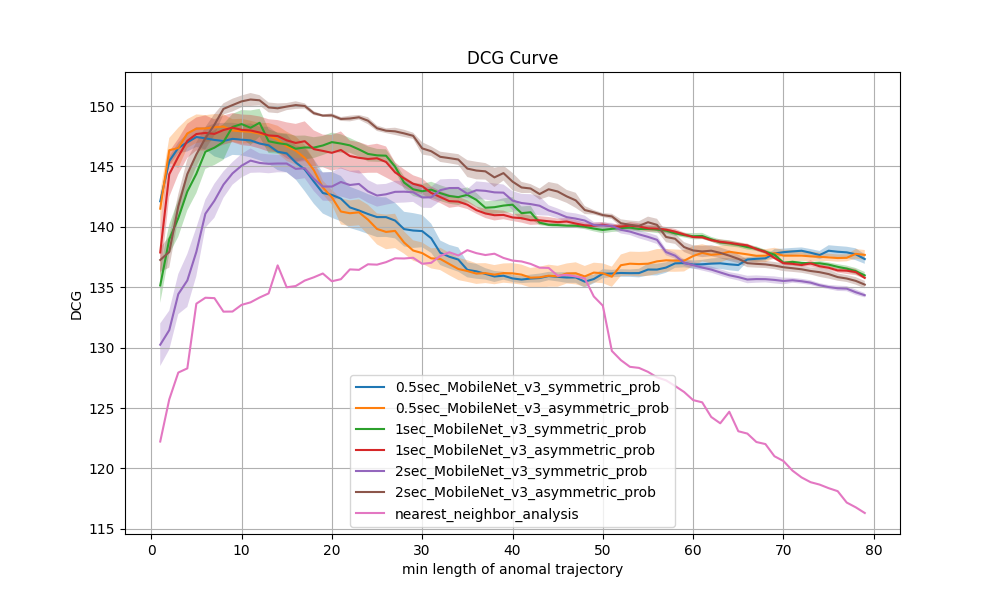 DCG Curve
DCG
150
145
140
135
130
125
120
115
0.5sec_MobileNet_v3_symmetric_prob
0.5sec_MobileNet_v3_asymmetric_prob
1sec_MobileNet_v3_symmetric_prob
1sec_MobileNet_v3_asymmetric_prob
2sec_MobileNet_v3_symmetric_prob
2sec_MobileNet_v3_asymmetric_prob
nearest_neighbor_analysis
0 10 20 30 40 50 60 70 80
min length of anomal trajectory